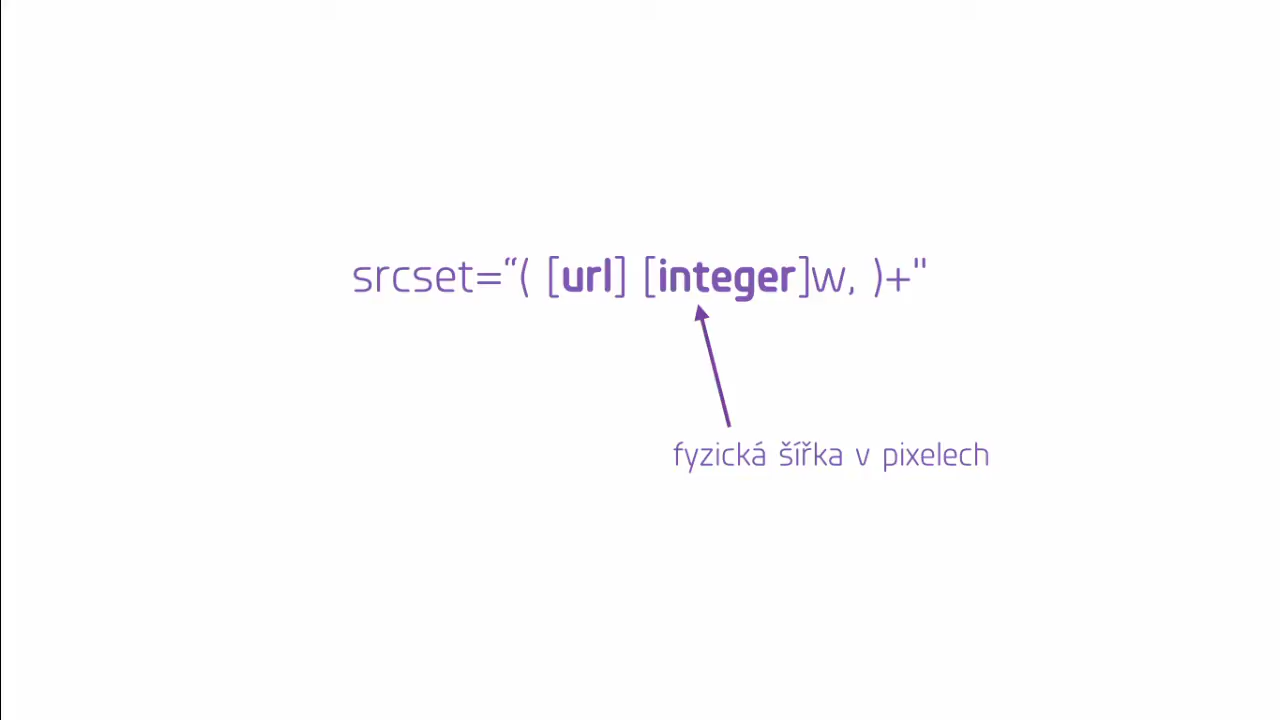 srcset=“( [url] [integer]w, )+"
fyzická šířka v pixelech